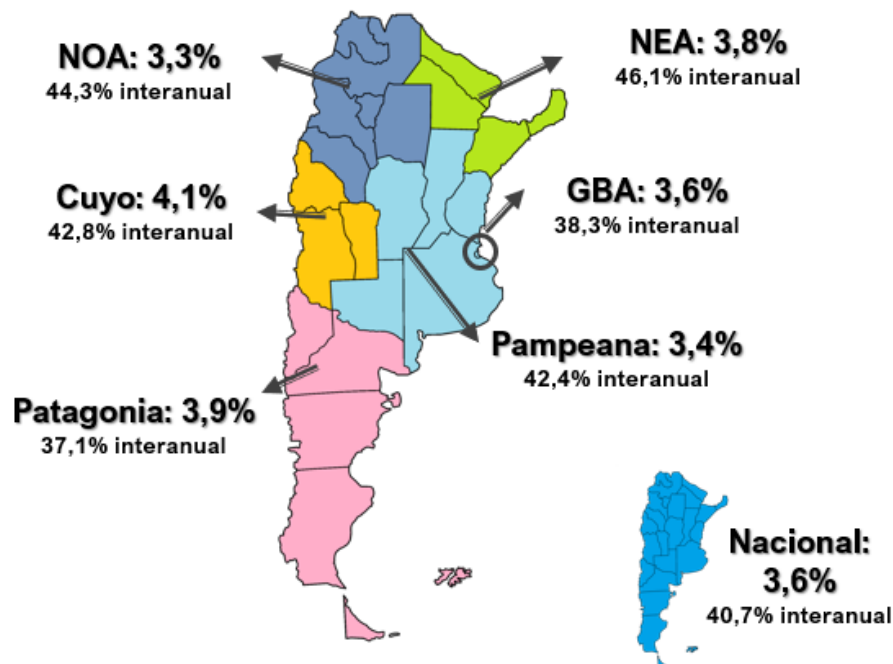 NOA: 3,3%
44,3% interanual
NEA: 3,8%
46,1% interanual
Cuyo: 4,1%
42,8% interanual
GBA: 3,6%
38,3% interanual
Pampeana: 3,4%
42,4% interanual
Patagonia: 3,9%
37,1% interanual
Nacional:
3,6%
40,7% interanual